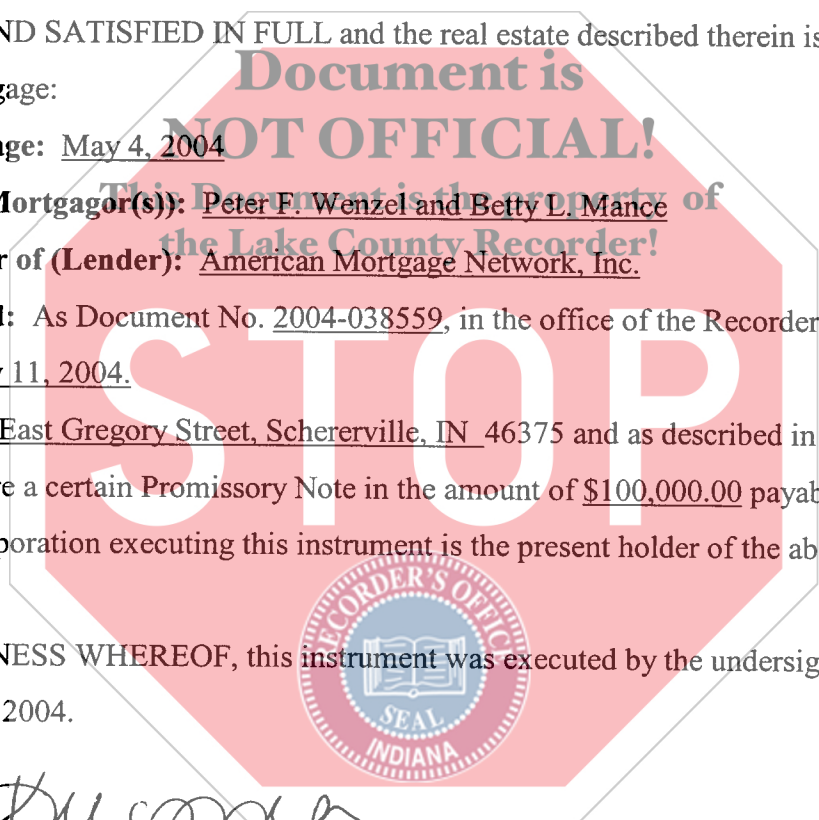 ND SATISFIED IN FULL and the real estate described therein is
Document is
gage:
NOT OFFICIAL!
age: May 4, 2004
This Document is the property of
Mortgagor(s)): Peter F. Wenzel and Betty L. Mance
the Lake County Recorder!
r of (Lender): American Mortgage Network, Inc.
l: As Document No. 2004-038559, in the office of the Recorder
y 11, 2004.
STOP
East Gregory Street, Schererville, IN 46375 and as described in
e a certain Promissory Note in the amount of $100,000.00 payab
poration executing this instrument is the present holder of the ab
RECORDER'S OFFICE
NESS WHEREOF, this instrument was executed by the undersig
2004.
SEAL
INDIANA